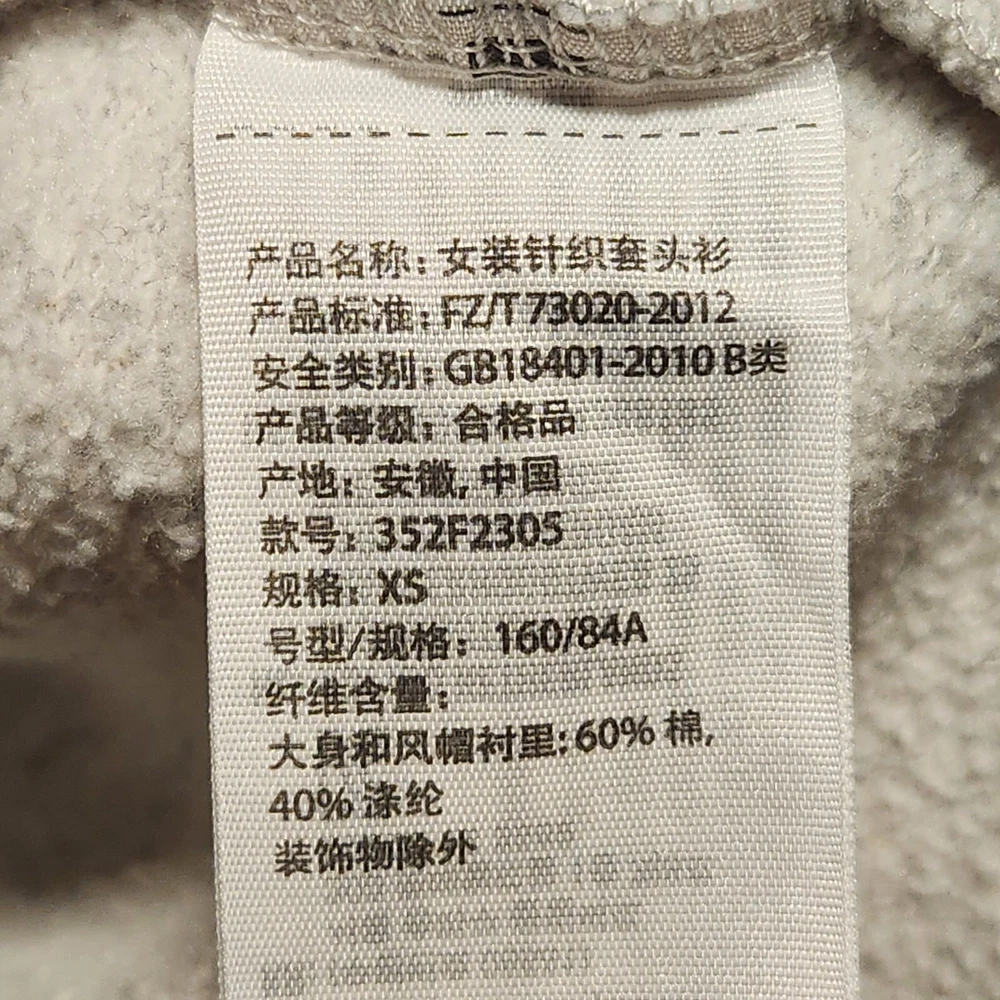 产品名称：女装针织套头衫
产品标准：FZ/T 73020-2012
安全类别：GB18401-2010 B类
产品等级：合格品
产地：安徽, 中国
款号：352F2305
规格：XS
号型/规格：160/84A
纤维含量：
大身和风帽衬里:60% 棉,
40% 涤纶
装饰物除外